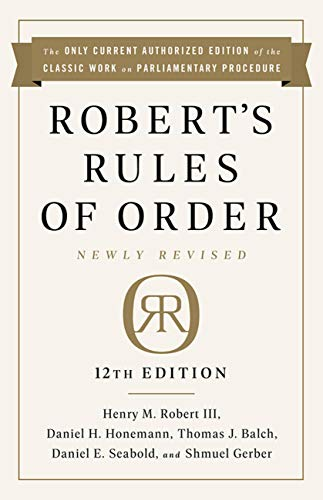 The ONLY CURRENT AUTHORIZED EDITION of the
CLASSIC WORK on PARLIAMENTARY PROCEDURE
ROBERT'S
RULES
OF ORDER
NEWLY REVISED
RR
12TH EDITION
Henry M. Robert III,
Daniel H. Honemann, Thomas J. Balch,
Daniel E. Seabold, and Shmuel Gerber